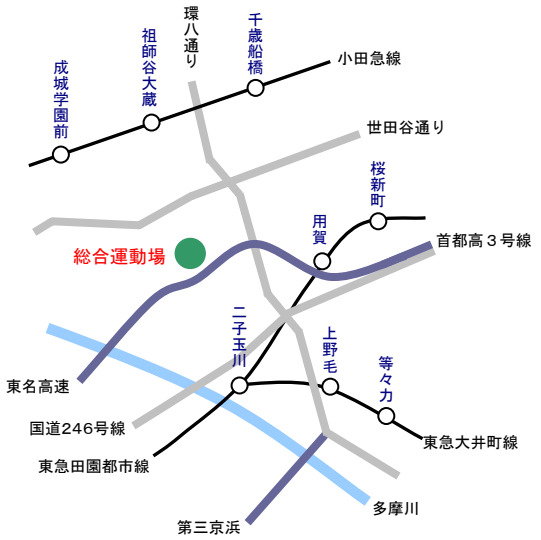 環八通り
千歳船橋
祖師谷大蔵
成城学園前
小田急線
世田谷通り
桜新町
用賀
首都高3号線
総合運動場
二子玉川
上野毛
等々力
東名高速
国道246号線
東急田園都市線
東急大井町線
多摩川
第三京浜